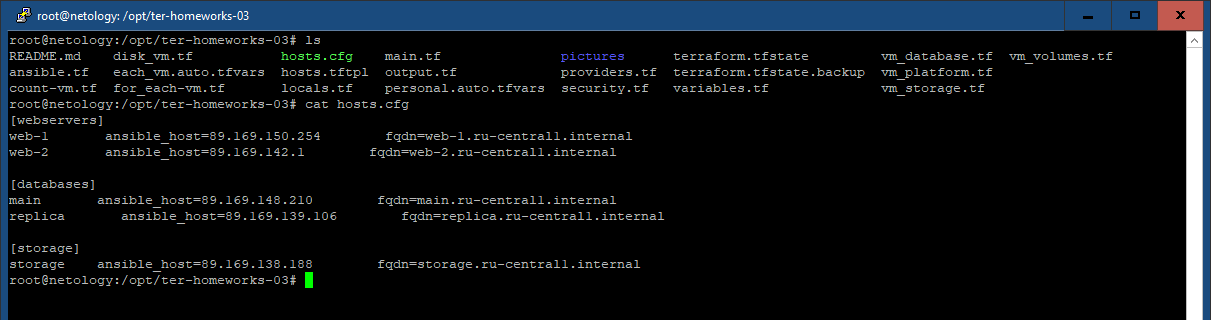 root@netology: /opt/ter-homeworks-03
root@netology:/opt/ter-homeworks-03# ls
README.md    disk_vm.tf           hosts.cfg    main.tf               pictures      terraform.tfstate         vm_database.tf  vm_volumes.tf
ansible.tf   each_vm.auto.tfvars  hosts.tftpl  output.tf             providers.tf  terraform.tfstate.backup  vm_platform.tf
count-vm.tf  for_each-vm.tf       locals.tf    personal.auto.tfvars  security.tf   variables.tf              vm_storage.tf
root@netology:/opt/ter-homeworks-03# cat hosts.cfg
[webservers]
web-1       ansible_host=89.169.150.254        fqdn=web-1.ru-central1.internal
web-2       ansible_host=89.169.142.1        fqdn=web-2.ru-central1.internal
[databases]
main       ansible_host=89.169.148.210        fqdn=main.ru-central1.internal
replica       ansible_host=89.169.139.106        fqdn=replica.ru-central1.internal
[storage]
storage    ansible_host=89.169.138.188        fqdn=storage.ru-central1.internal
root@netology:/opt/ter-homeworks-03#